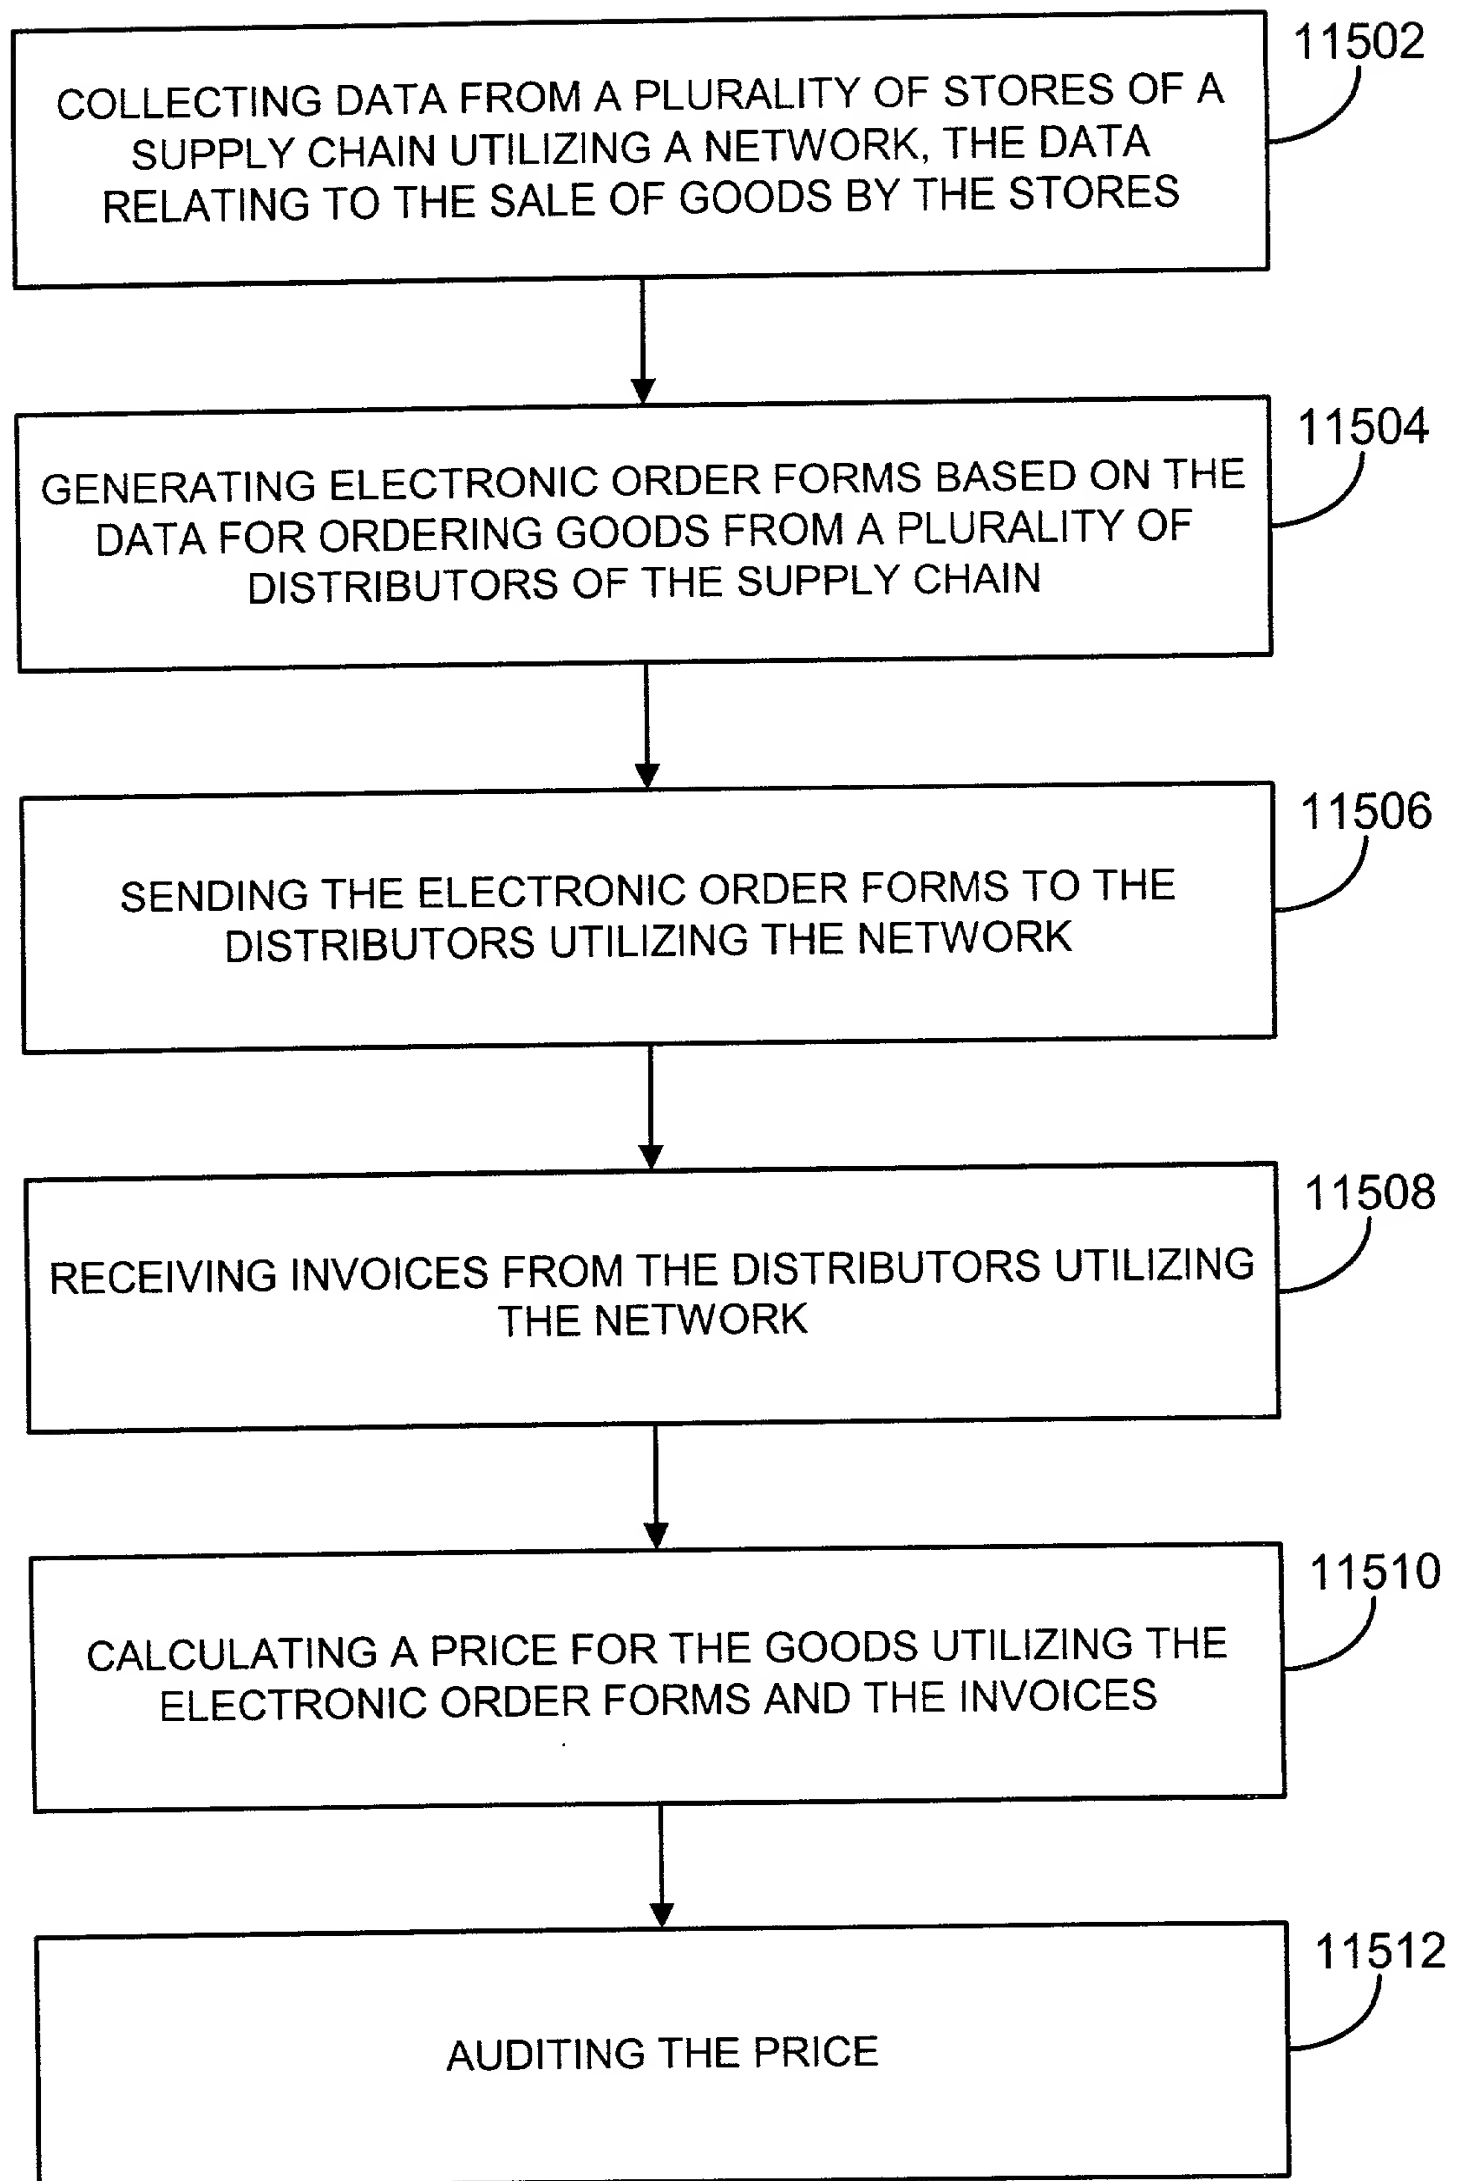 11502
COLLECTING DATA FROM A PLURALITY OF STORES OF A
SUPPLY CHAIN UTILIZING A NETWORK, THE DATA
RELATING TO THE SALE OF GOODS BY THE STORES
11504
GENERATING ELECTRONIC ORDER FORMS BASED ON THE
DATA FOR ORDERING GOODS FROM A PLURALITY OF
DISTRIBUTORS OF THE SUPPLY CHAIN
11506
SENDING THE ELECTRONIC ORDER FORMS TO THE
DISTRIBUTORS UTILIZING THE NETWORK
11508
RECEIVING INVOICES FROM THE DISTRIBUTORS UTILIZING
THE NETWORK
11510
CALCULATING A PRICE FOR THE GOODS UTILIZING THE
ELECTRONIC ORDER FORMS AND THE INVOICES
11512
AUDITING THE PRICE